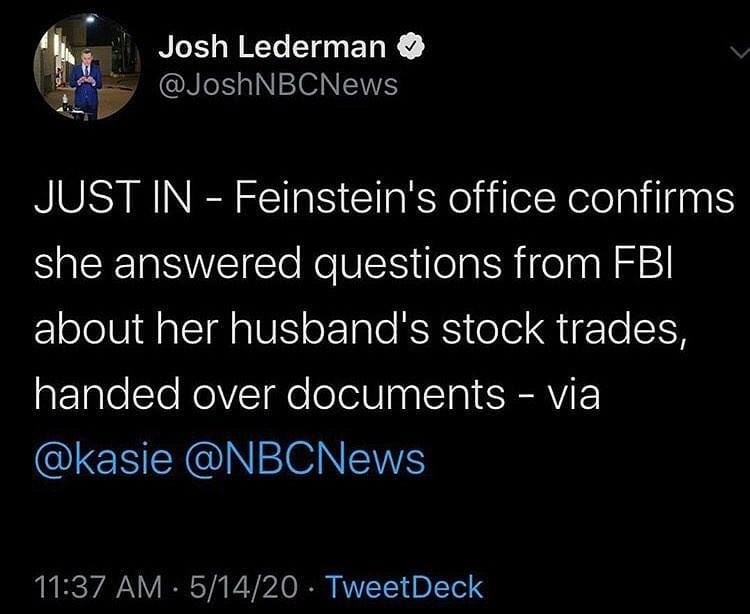 Josh Lederman
@JoshNBCNews
JUST IN - Feinstein's office confirms
she answered questions from FBI
about her husband's stock trades,
handed over documents - via
@kasie @NBCNews
11:37 AM · 5/14/20 · TweetDeck